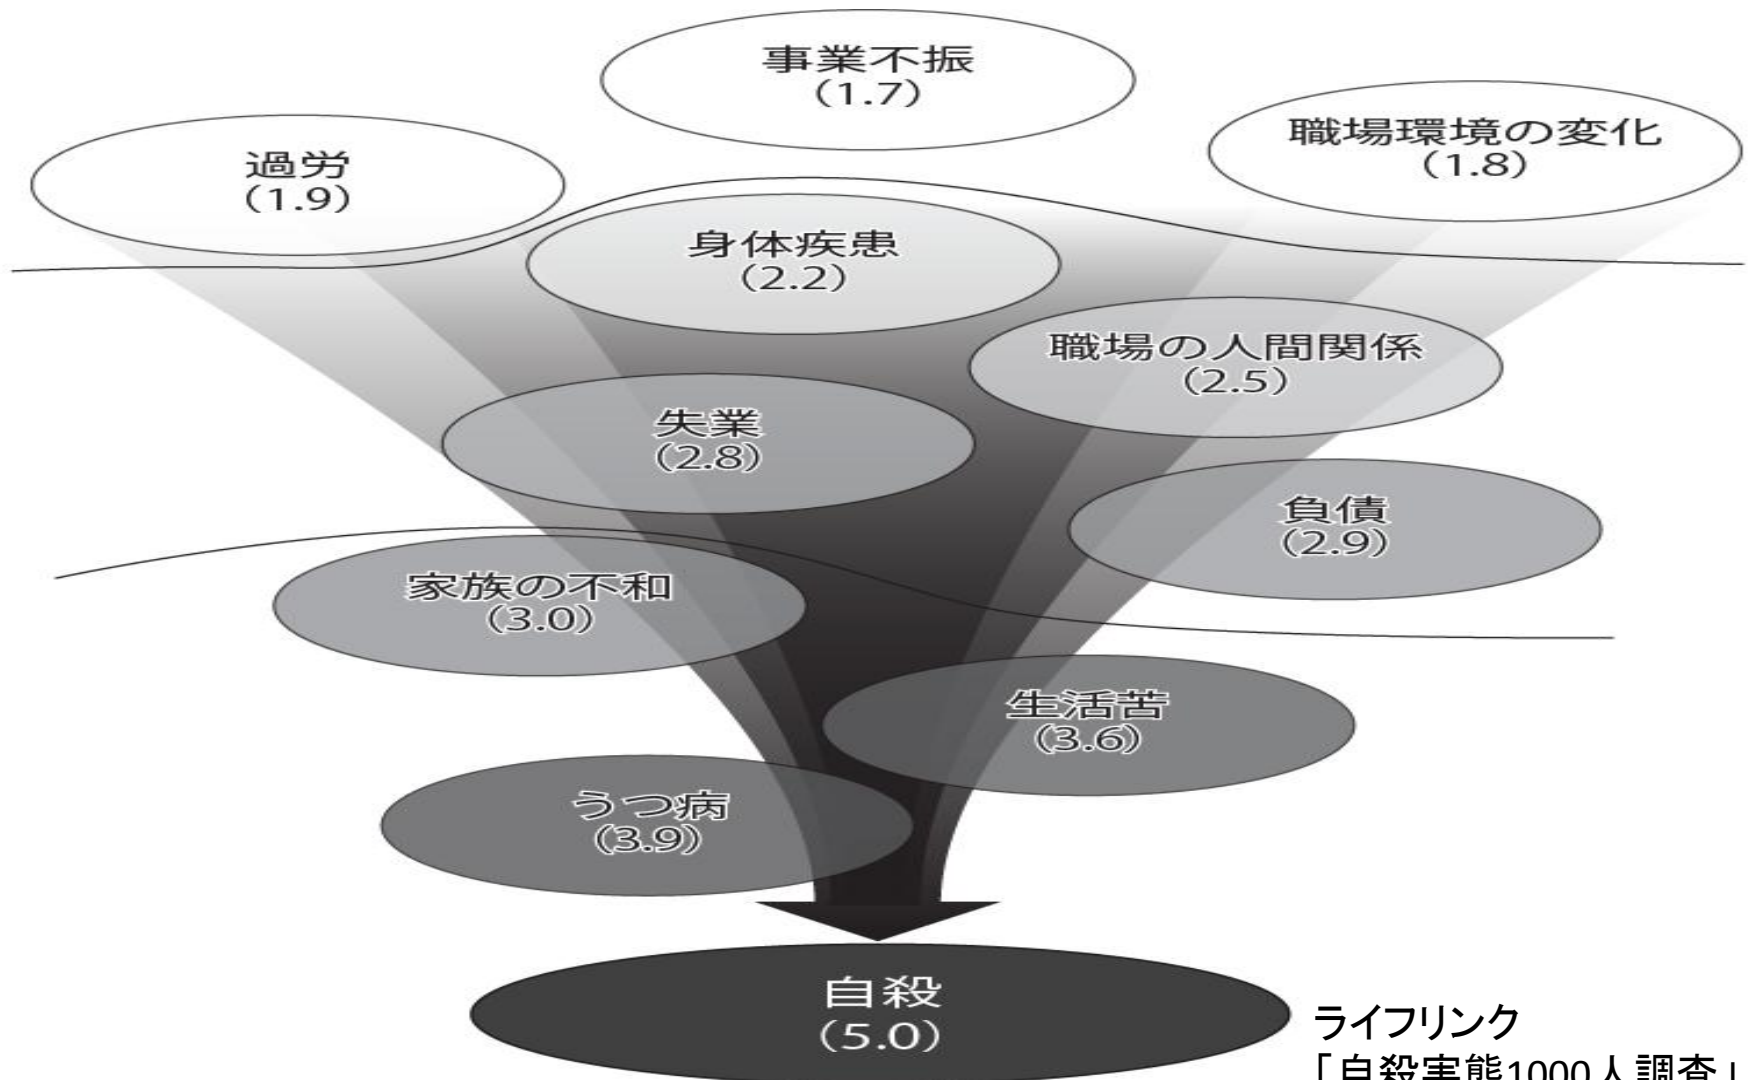 事業不振
(1.7)
職場環境の変化
(1.8)
過労
(1.9)
身体疾患
(2.2)
職場の人間関係
(2.5)
失業
(2.8)
負債
(2.9)
家族の不和
(3.0)
生活苦
(3.6)
うつ病
(3.9)
自殺
(5.0)
ライフリンク
「自殺実態1000人調査」